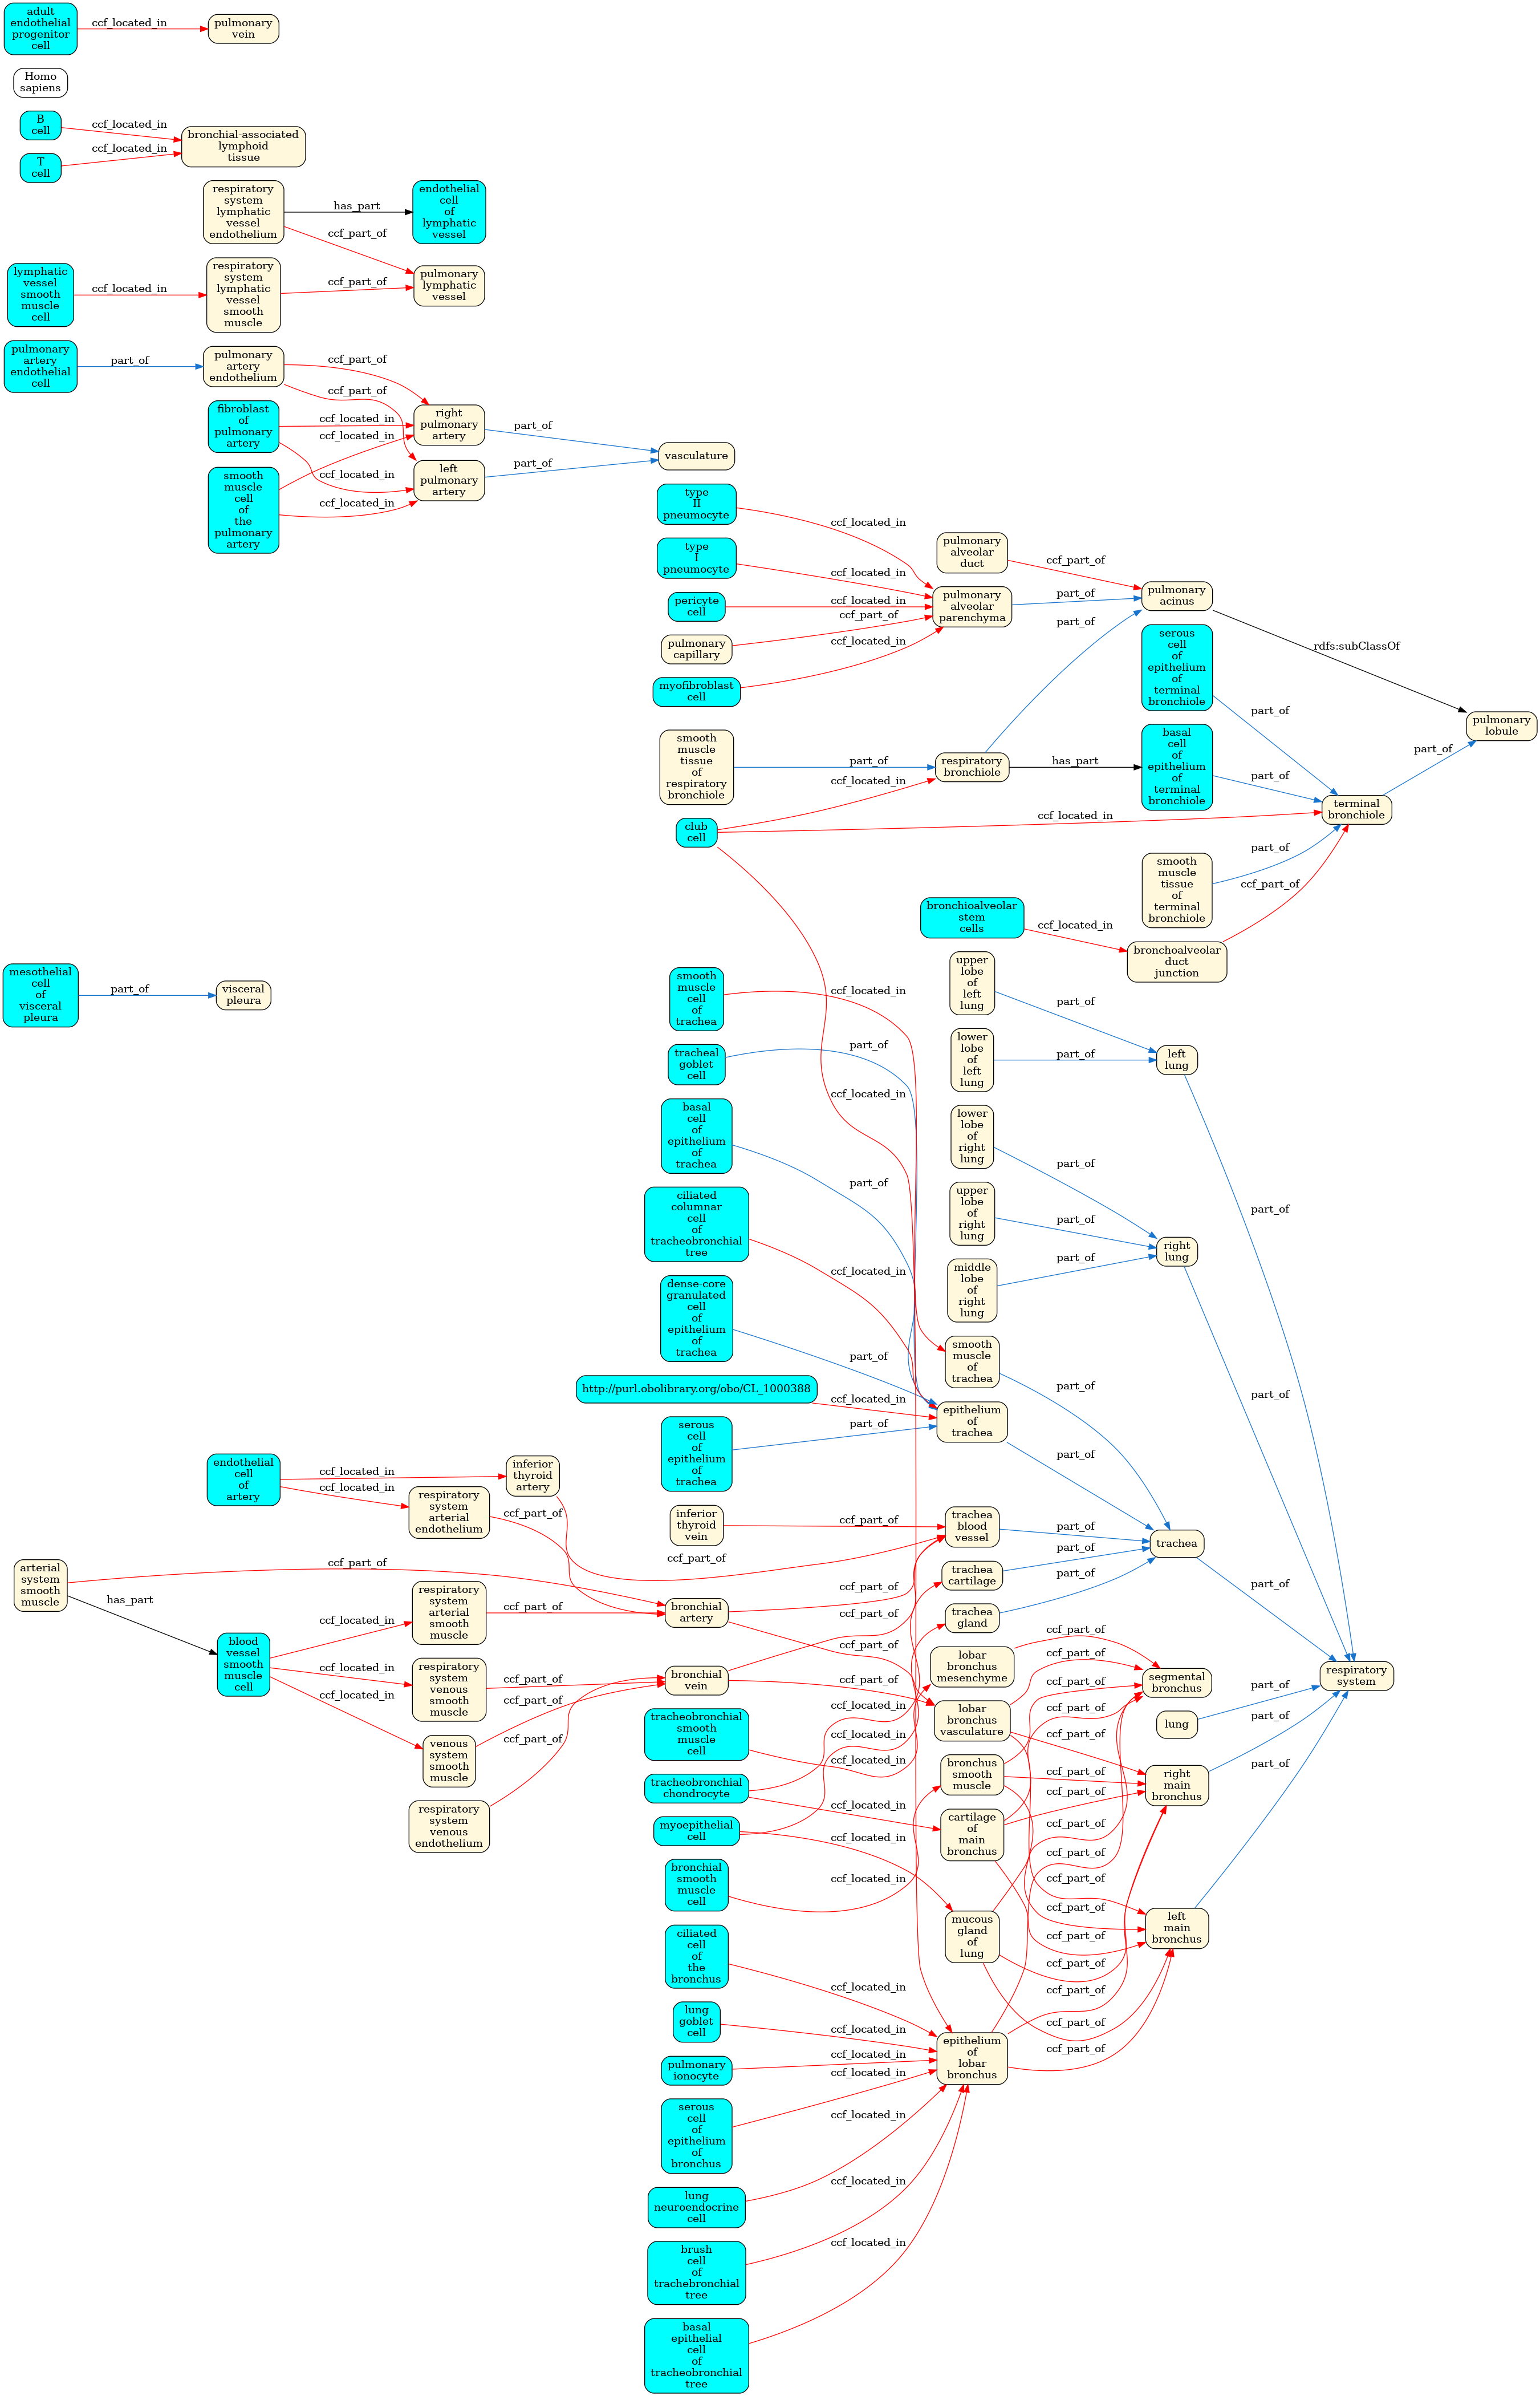 adult
endothelial
progenitor
cell
ccf_located_in
pulmonary
vein
Homo
sapiens
B
cell
ccf_located_in
T
cell
ccf_located_in
bronchial-associated
lymphoid
tissue
respiratory
system
lymphatic
vessel
endothelium
has_part
ccf_part_of
endothelial
cell
of
lymphatic
vessel
lymphatic
vessel
smooth
muscle
cell
ccf_located_in
respiratory
system
lymphatic
vessel
smooth
muscle
ccf_part_of
pulmonary
lymphatic
vessel
pulmonary
artery
endothelial
cell
part_of
pulmonary
artery
endothelium
ccf_part_of
ccf_part_of
fibroblast
of
pulmonary
artery
ccf_located_in
ccf_located_in
smooth
muscle
cell
of
the
pulmonary
artery
ccf_located_in
ccf_located_in
right
pulmonary
artery
part_of
left
pulmonary
artery
part_of
vasculature
type
II
pneumocyte
ccf_located_in
type
I
pneumocyte
ccf_located_in
pericyte
cell
ccf_located_in
pulmonary
capillary
ccf_part_of
myofibroblast
cell
ccf_located_in
pulmonary
alveolar
duct
ccf_part_of
pulmonary
alveolar
parenchyma
part_of
part_of
pulmonary
acinus
rdfs:subClassOf
serous
cell
of
epithelium
of
terminal
bronchiole
part_of
pulmonary
lobule
smooth
muscle
tissue
of
respiratory
bronchiole
part_of
respiratory
bronchiole
has_part
basal
cell
of
epithelium
of
terminal
bronchiole
part_of
part_of
club
cell
ccf_located_in
ccf_located_in
terminal
bronchiole
smooth
muscle
tissue
of
terminal
bronchiole
part_of
ccf_part_of
bronchioalveolar
stem
cells
ccf_located_in
bronchoalveolar
duct
junction
mesothelial
cell
of
visceral
pleura
part_of
visceral
pleura
smooth
muscle
cell
of
trachea
ccf_located_in
upper
lobe
of
left
lung
part_of
tracheal
goblet
cell
part_of
lower
lobe
of
left
lung
part_of
left
lung
basal
cell
of
epithelium
of
trachea
ccf_located_in
part_of
lower
lobe
of
right
lung
part_of
ciliated
columnar
cell
of
tracheobronchial
tree
ccf_located_in
upper
lobe
of
right
lung
part_of
part_of
right
lung
middle
lobe
of
right
lung
part_of
dense-core
granulated
cell
of
epithelium
of
trachea
part_of
smooth
muscle
of
trachea
part_of
part_of
http://purl.obolibrary.org/obo/CL_1000388
ccf_located_in
serous
cell
of
epithelium
of
trachea
part_of
epithelium
of
trachea
part_of
endothelial
cell
of
artery
ccf_located_in
ccf_located_in
inferior
thyroid
artery
respiratory
system
arterial
endothelium
ccf_part_of
inferior
thyroid
vein
ccf_part_of
ccf_part_of
trachea
blood
vessel
part_of
trachea
arterial
system
smooth
muscle
ccf_part_of
has_part
trachea
cartilage
part_of
trachea
gland
part_of
part_of
blood
vessel
smooth
muscle
cell
ccf_located_in
ccf_located_in
ccf_located_in
respiratory
system
arterial
smooth
muscle
ccf_part_of
bronchial
artery
ccf_part_of
ccf_part_of
ccf_part_of
respiratory
system
venous
smooth
muscle
ccf_part_of
ccf_part_of
bronchial
vein
ccf_part_of
venous
system
smooth
muscle
ccf_part_of
respiratory
system
venous
endothelium
lobar
bronchus
mesenchyme
ccf_part_of
ccf_part_of
segmental
bronchus
respiratory
system
tracheobronchial
smooth
muscle
cell
ccf_located_in
ccf_located_in
ccf_located_in
lobar
bronchus
vasculature
ccf_part_of
ccf_part_of
lung
part_of
part_of
tracheobronchial
chondrocyte
ccf_located_in
bronchus
smooth
muscle
ccf_part_of
ccf_part_of
right
main
bronchus
part_of
myoepithelial
cell
ccf_located_in
cartilage
of
main
bronchus
ccf_part_of
ccf_part_of
bronchial
smooth
muscle
cell
ccf_located_in
ccf_part_of
ccf_part_of
mucous
gland
of
lung
ccf_part_of
ccf_part_of
left
main
bronchus
ciliated
cell
of
the
bronchus
ccf_located_in
ccf_part_of
ccf_part_of
lung
goblet
cell
ccf_located_in
ccf_part_of
pulmonary
ionocyte
ccf_located_in
epithelium
of
lobar
bronchus
serous
cell
of
epithelium
of
bronchus
ccf_located_in
ccf_located_in
lung
neuroendocrine
cell
ccf_located_in
brush
cell
of
trachebronchial
tree
ccf_located_in
basal
epithelial
cell
of
tracheobronchial
tree